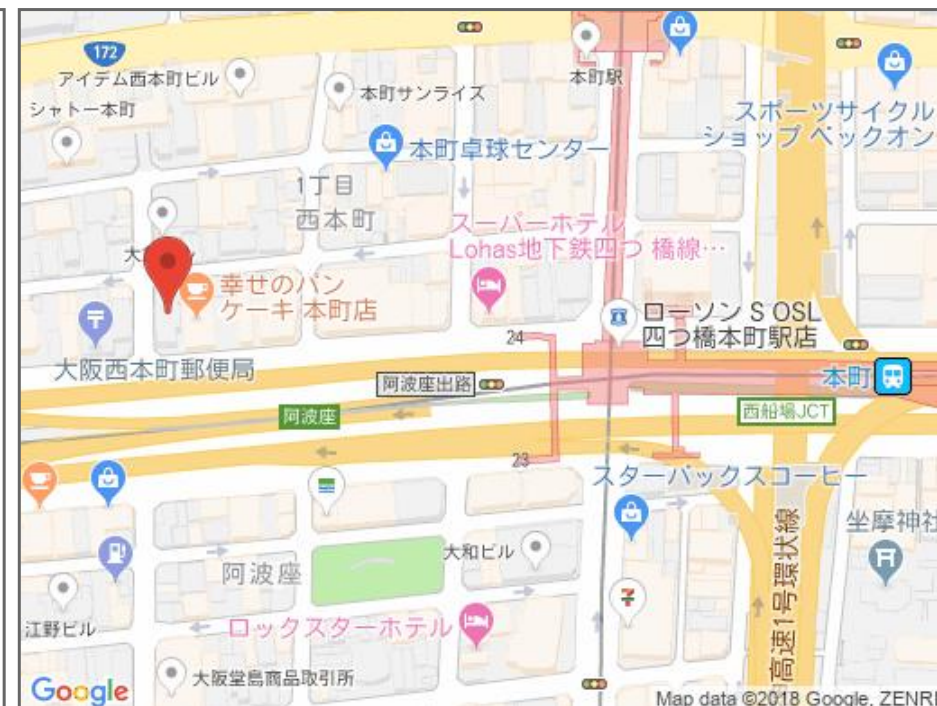 172
アイデム西本町ビル
シャトー本町
本町サンライズ
本町駅
スポーツサイクル
ショップ ベックオン
本町卓球センター
1丁目
西本町
スーパーホテル
Lohas地下鉄四つ 橋線…
幸せのパン
ケーキ 本町店
ローソン S OSL
四つ橋本町駅店
24
大阪西本町郵便局
阿波座出路
本町
阿波座
西船場JCT
23
スターバックスコーヒー
坐摩神社
大和ビル
阿波座
高速1号環状線
江野ビル
ロックスターホテル
大阪堂島商品取引所
Google
Map data ©2018 Google, ZENRI